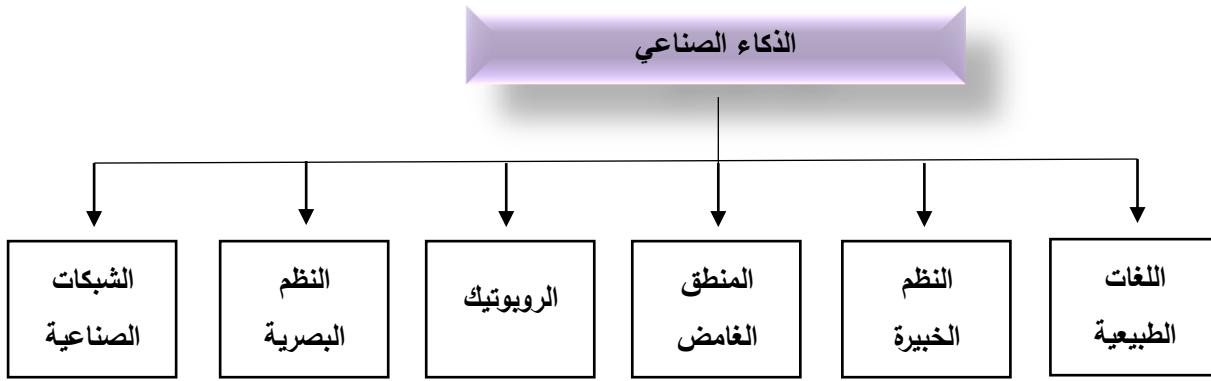 الذكاء الصناعي
اللغات
الطبيعية
النظم
الخبيرة
المنطق
الغامض
الروبوتيك
النظم
البصرية
الشبكات
الصناعية